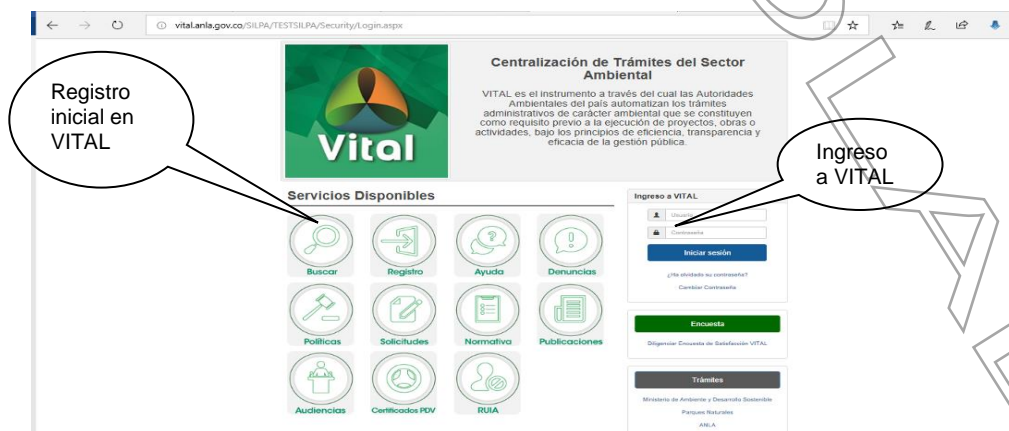 vital.anla.gov.co/SILPA/TESTSILPA/Security/Login.aspx
Registro
inicial en
VITAL
Vital
Centralización de Trámites del Sector
Ambiental
VITAL es el instrumento a través del cual las Autoridades
Ambientales del país automatizan los trámites
administrativos de carácter ambiental que se constituyen
como requisito previo a la ejecución de proyectos, obras o
actividades, bajo los principios de eficiencia, transparencia y
eficacia de la gestión pública.
Ingreso
a VITAL
Servicios Disponibles
Buscar
Registro
Ayuda
Denuncias
Políticas
Solicitudes
Normativa
Publicaciones
Audiencias
Certificados PDV
RUIA
Ingreso a VITAL
Usuario
Contraseña
Iniciar sesión
¿Ha olvidado su contraseña?
Cambiar Contraseña
Encuesta
Diligenciar Encuesta de Satisfacción VITAL
Trámites
Ministerio de Ambiente y Desarrollo Sostenible
Parques Naturales
ANLA